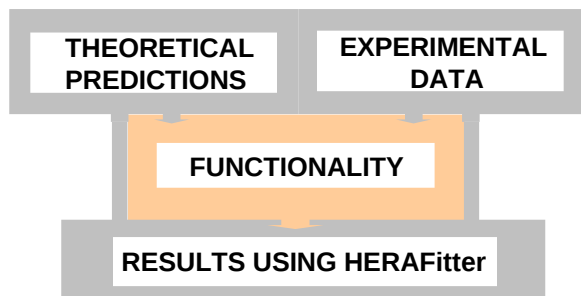 THEORETICAL
PREDICTIONS
EXPERIMENTAL
DATA
FUNCTIONALITY
RESULTS USING HERAFitter